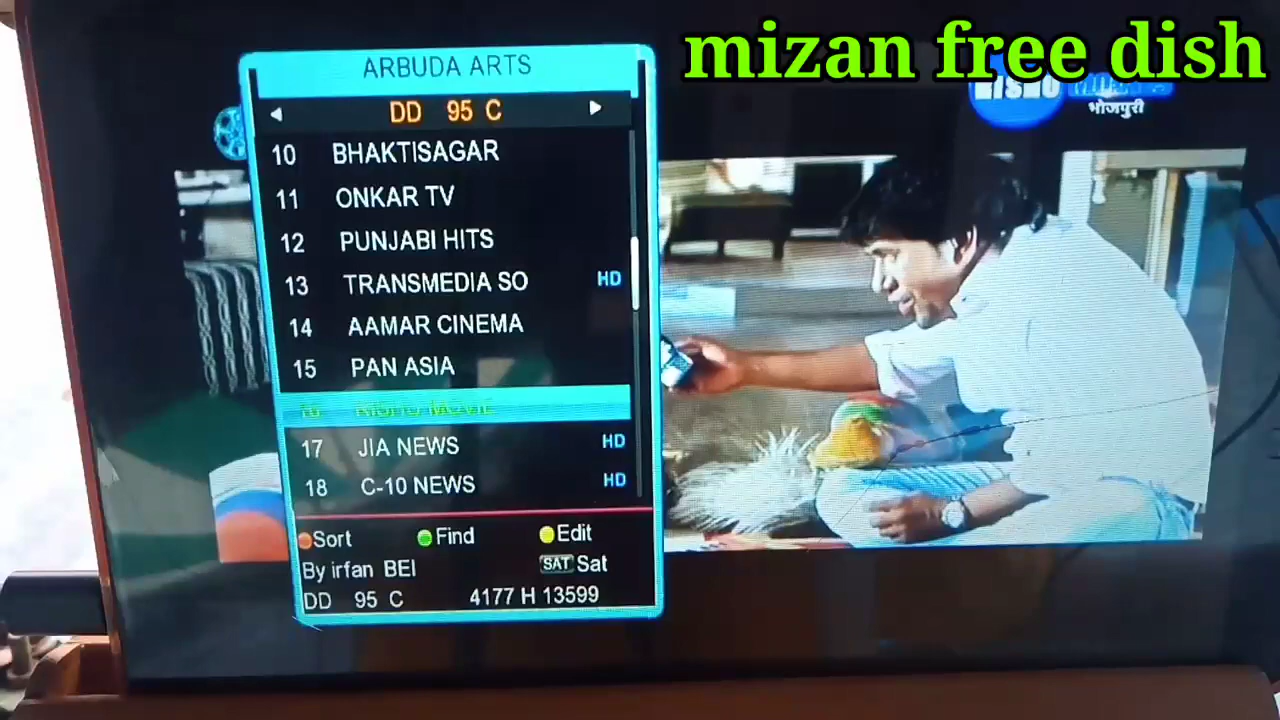 mizan free dish
ARBUDA ARTS
DD 95 C
10 BHAKTISAGAR
11 ONKAR TV
12 PUNJABI HITS
13 TRANSMEDIA SO HD
14 AAMAR CINEMA
15 PAN ASIA
17 JIA NEWS HD
18 C-10 NEWS HD
Sort Find Edit
By irfan BEI SAT Sat
DD 95 C 4177 H 13599
भोजपुरी